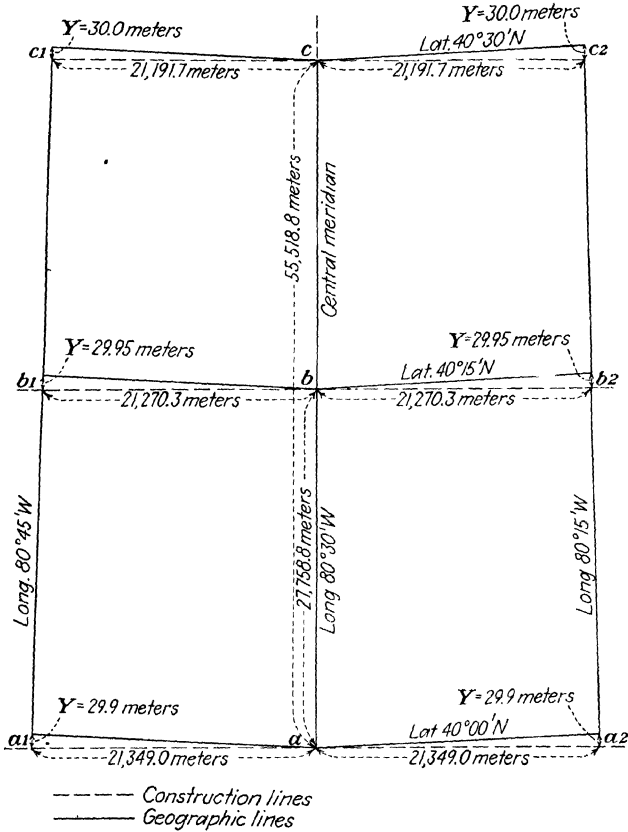 Y=30.0 meters
Y=30.0 meters
c1
c
Lat. 40°30'N
c2
21,191.7 meters
21,191.7 meters
55,518.8 meters
Central meridian
Y=29.95 meters
Y=29.95 meters
b1
b
Lat. 40°15'N
b2
21,270.3 meters
21,270.3 meters
Long. 80°45'W
27,758.8 meters
Long 80°30'W
Long 80°15'W
Y=29.9 meters
Y=29.9 meters
a1
a
Lat 40°00'N
a2
21,349.0 meters
21,349.0 meters
Construction lines
Geographic lines